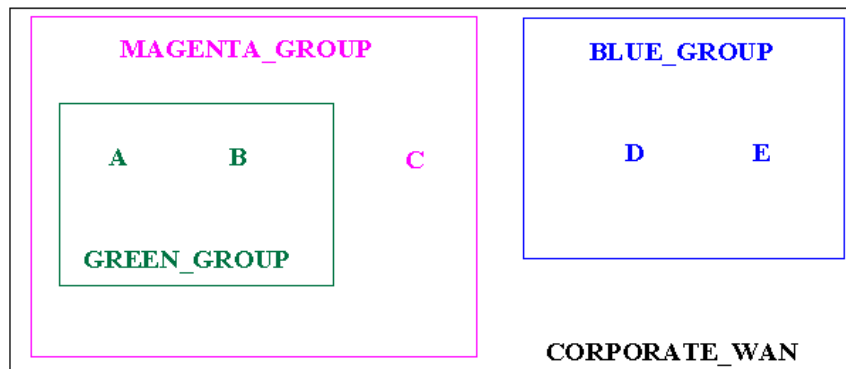 MAGENTA_GROUP
BLUE_GROUP
A B C
D E
GREEN_GROUP
CORPORATE_WAN